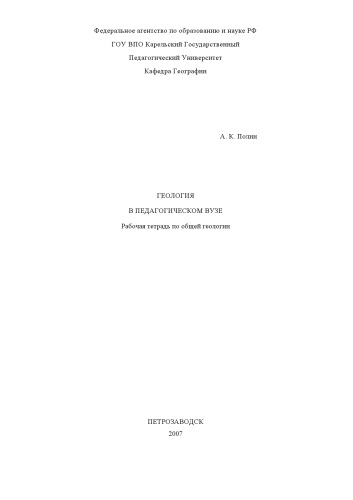 Федеральное агентство по образованию и науке РФ
ГОУ ВПО Карельский Государственный
Педагогический Университет
Кафедра Географии
А. К. Полин
ГЕОЛОГИЯ
В ПЕДАГОГИЧЕСКОМ ВУЗЕ
Рабочая тетрадь по общей геологии
ПЕТРОЗАВОДСК
2007